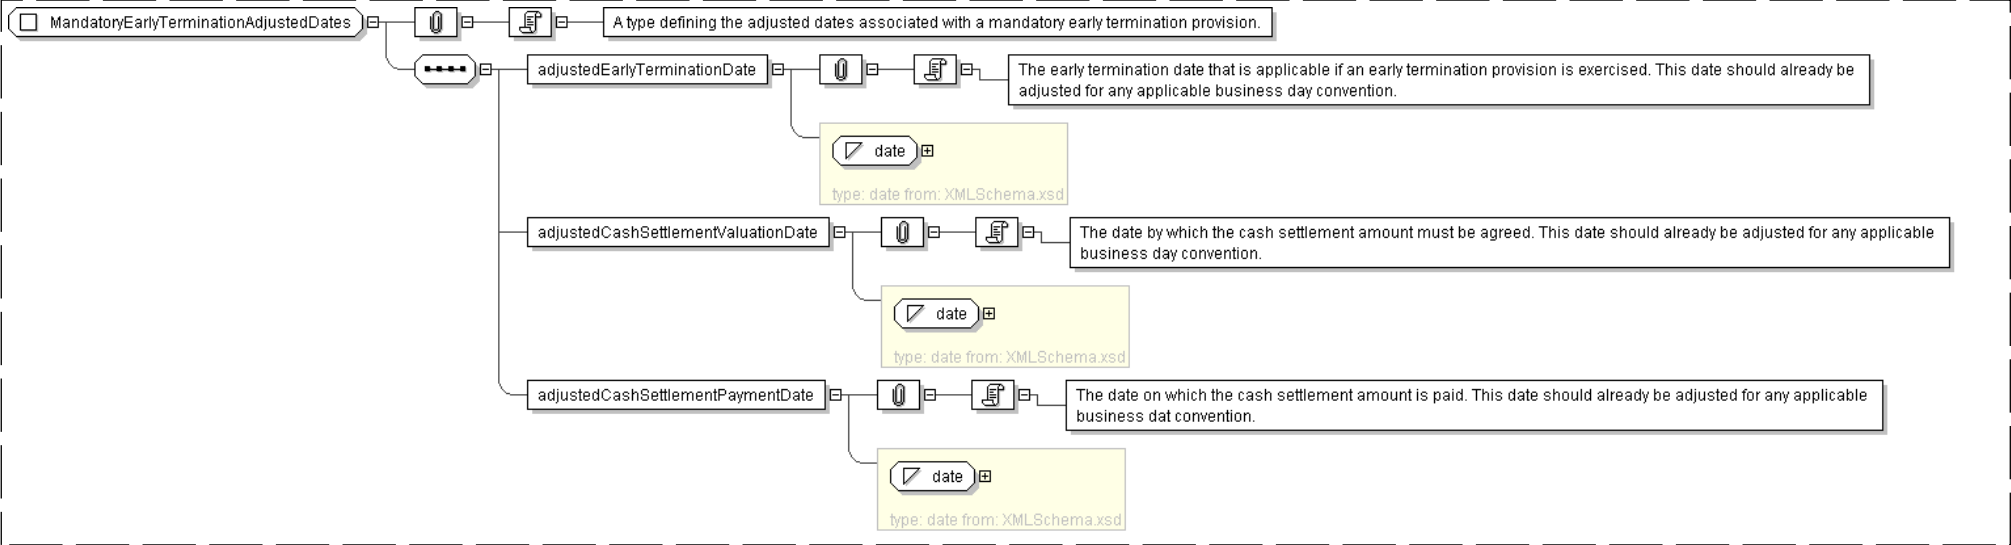 MandatoryEarlyTerminationAdjustedDates
A type defining the adjusted dates associated with a mandatory early termination provision.
adjustedEarlyTerminationDate
The early termination date that is applicable if an early termination provision is exercised. This date should already be
adjusted for any applicable business day convention.
date
type: date from: XMLSchema.xsd
adjustedCashSettlementValuationDate
The date by which the cash settlement amount must be agreed. This date should already be adjusted for any applicable
business day convention.
date
type: date from: XMLSchema.xsd
adjustedCashSettlementPaymentDate
The date on which the cash settlement amount is paid. This date should already be adjusted for any applicable
business dat convention.
date
type: date from: XMLSchema.xsd